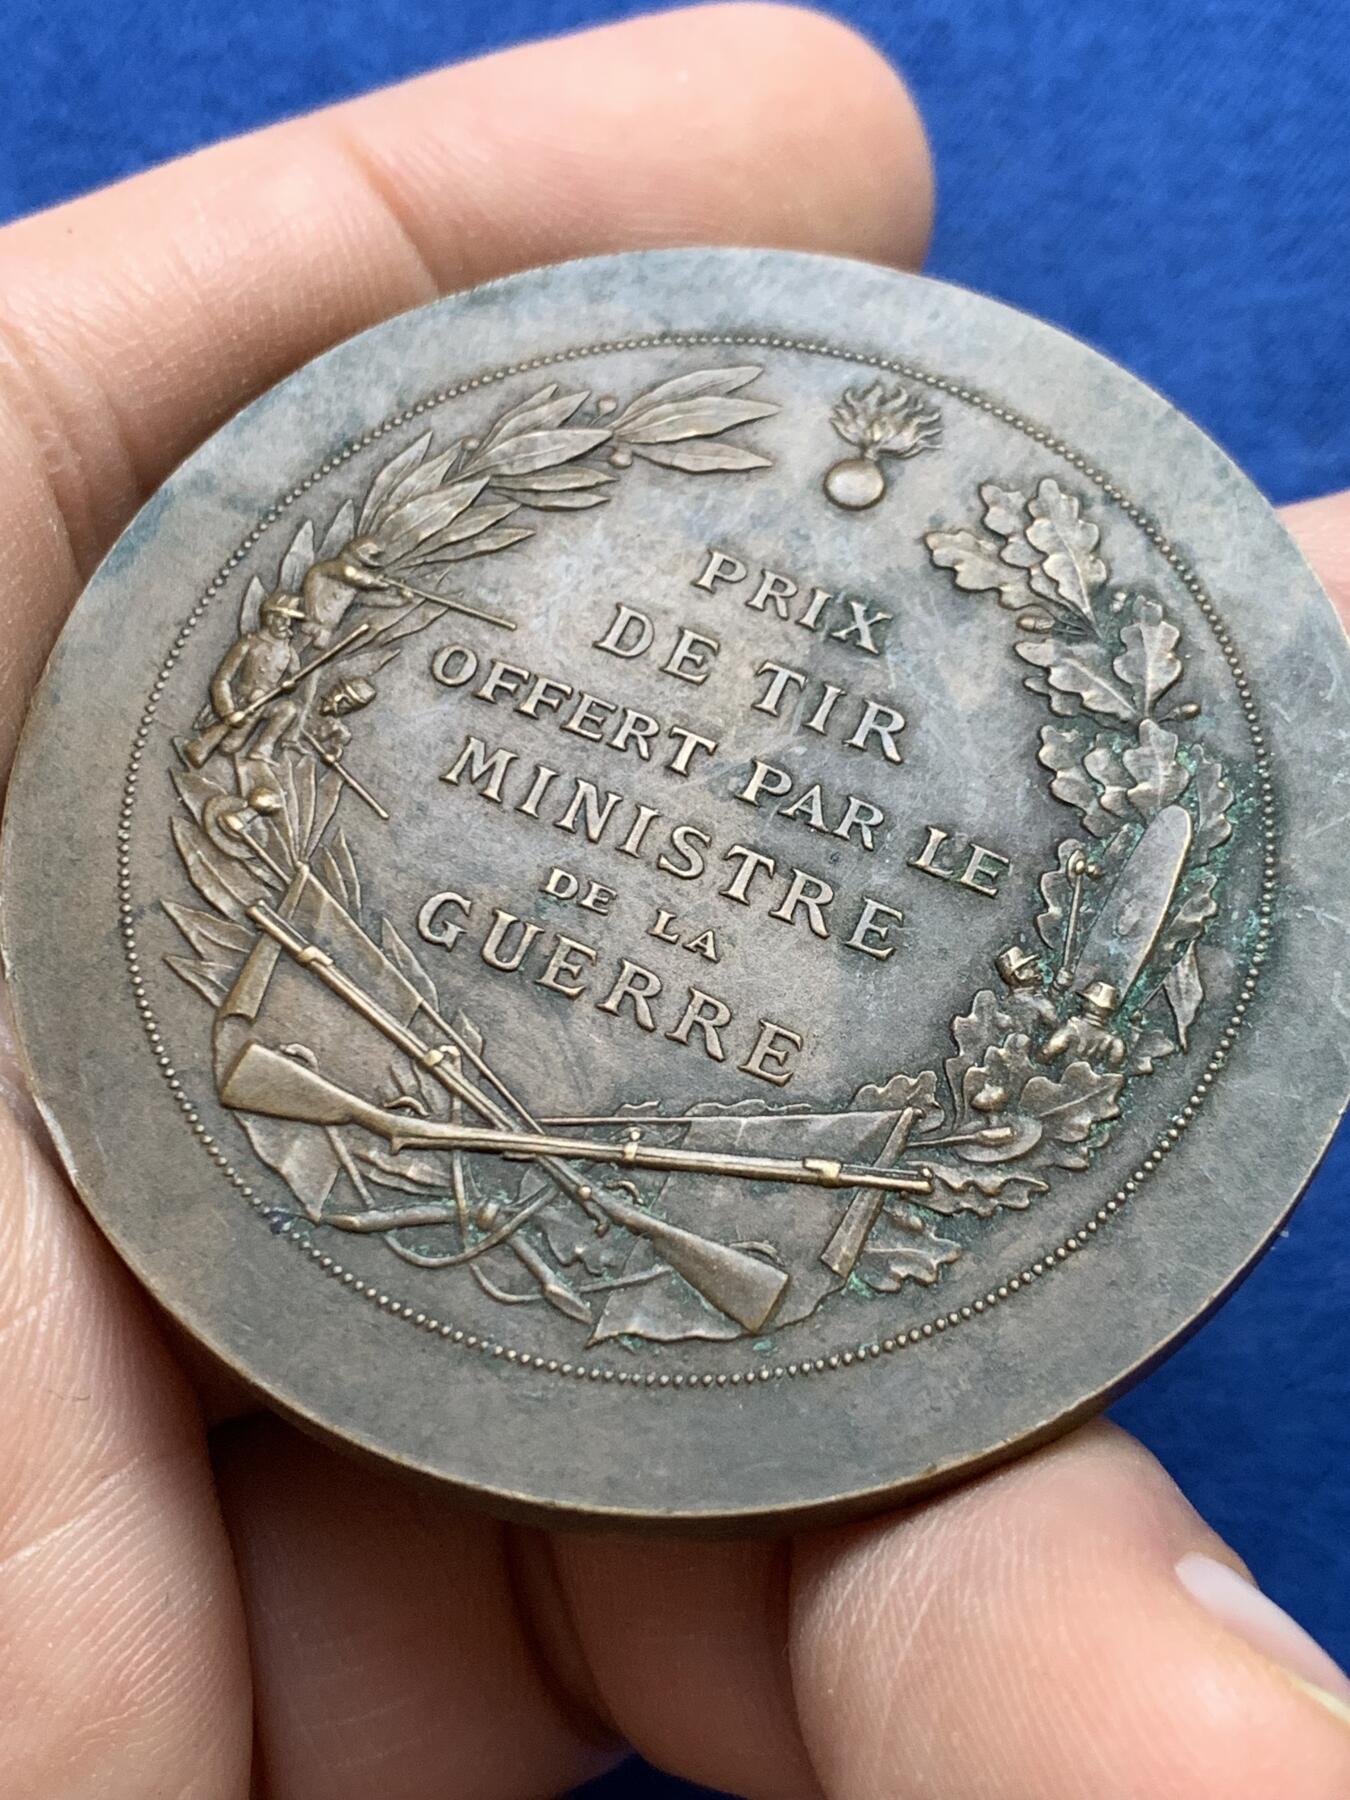 PRIX
DE TIR
OFFERT PAR LE
MINISTRE
DE LA
GUERRE